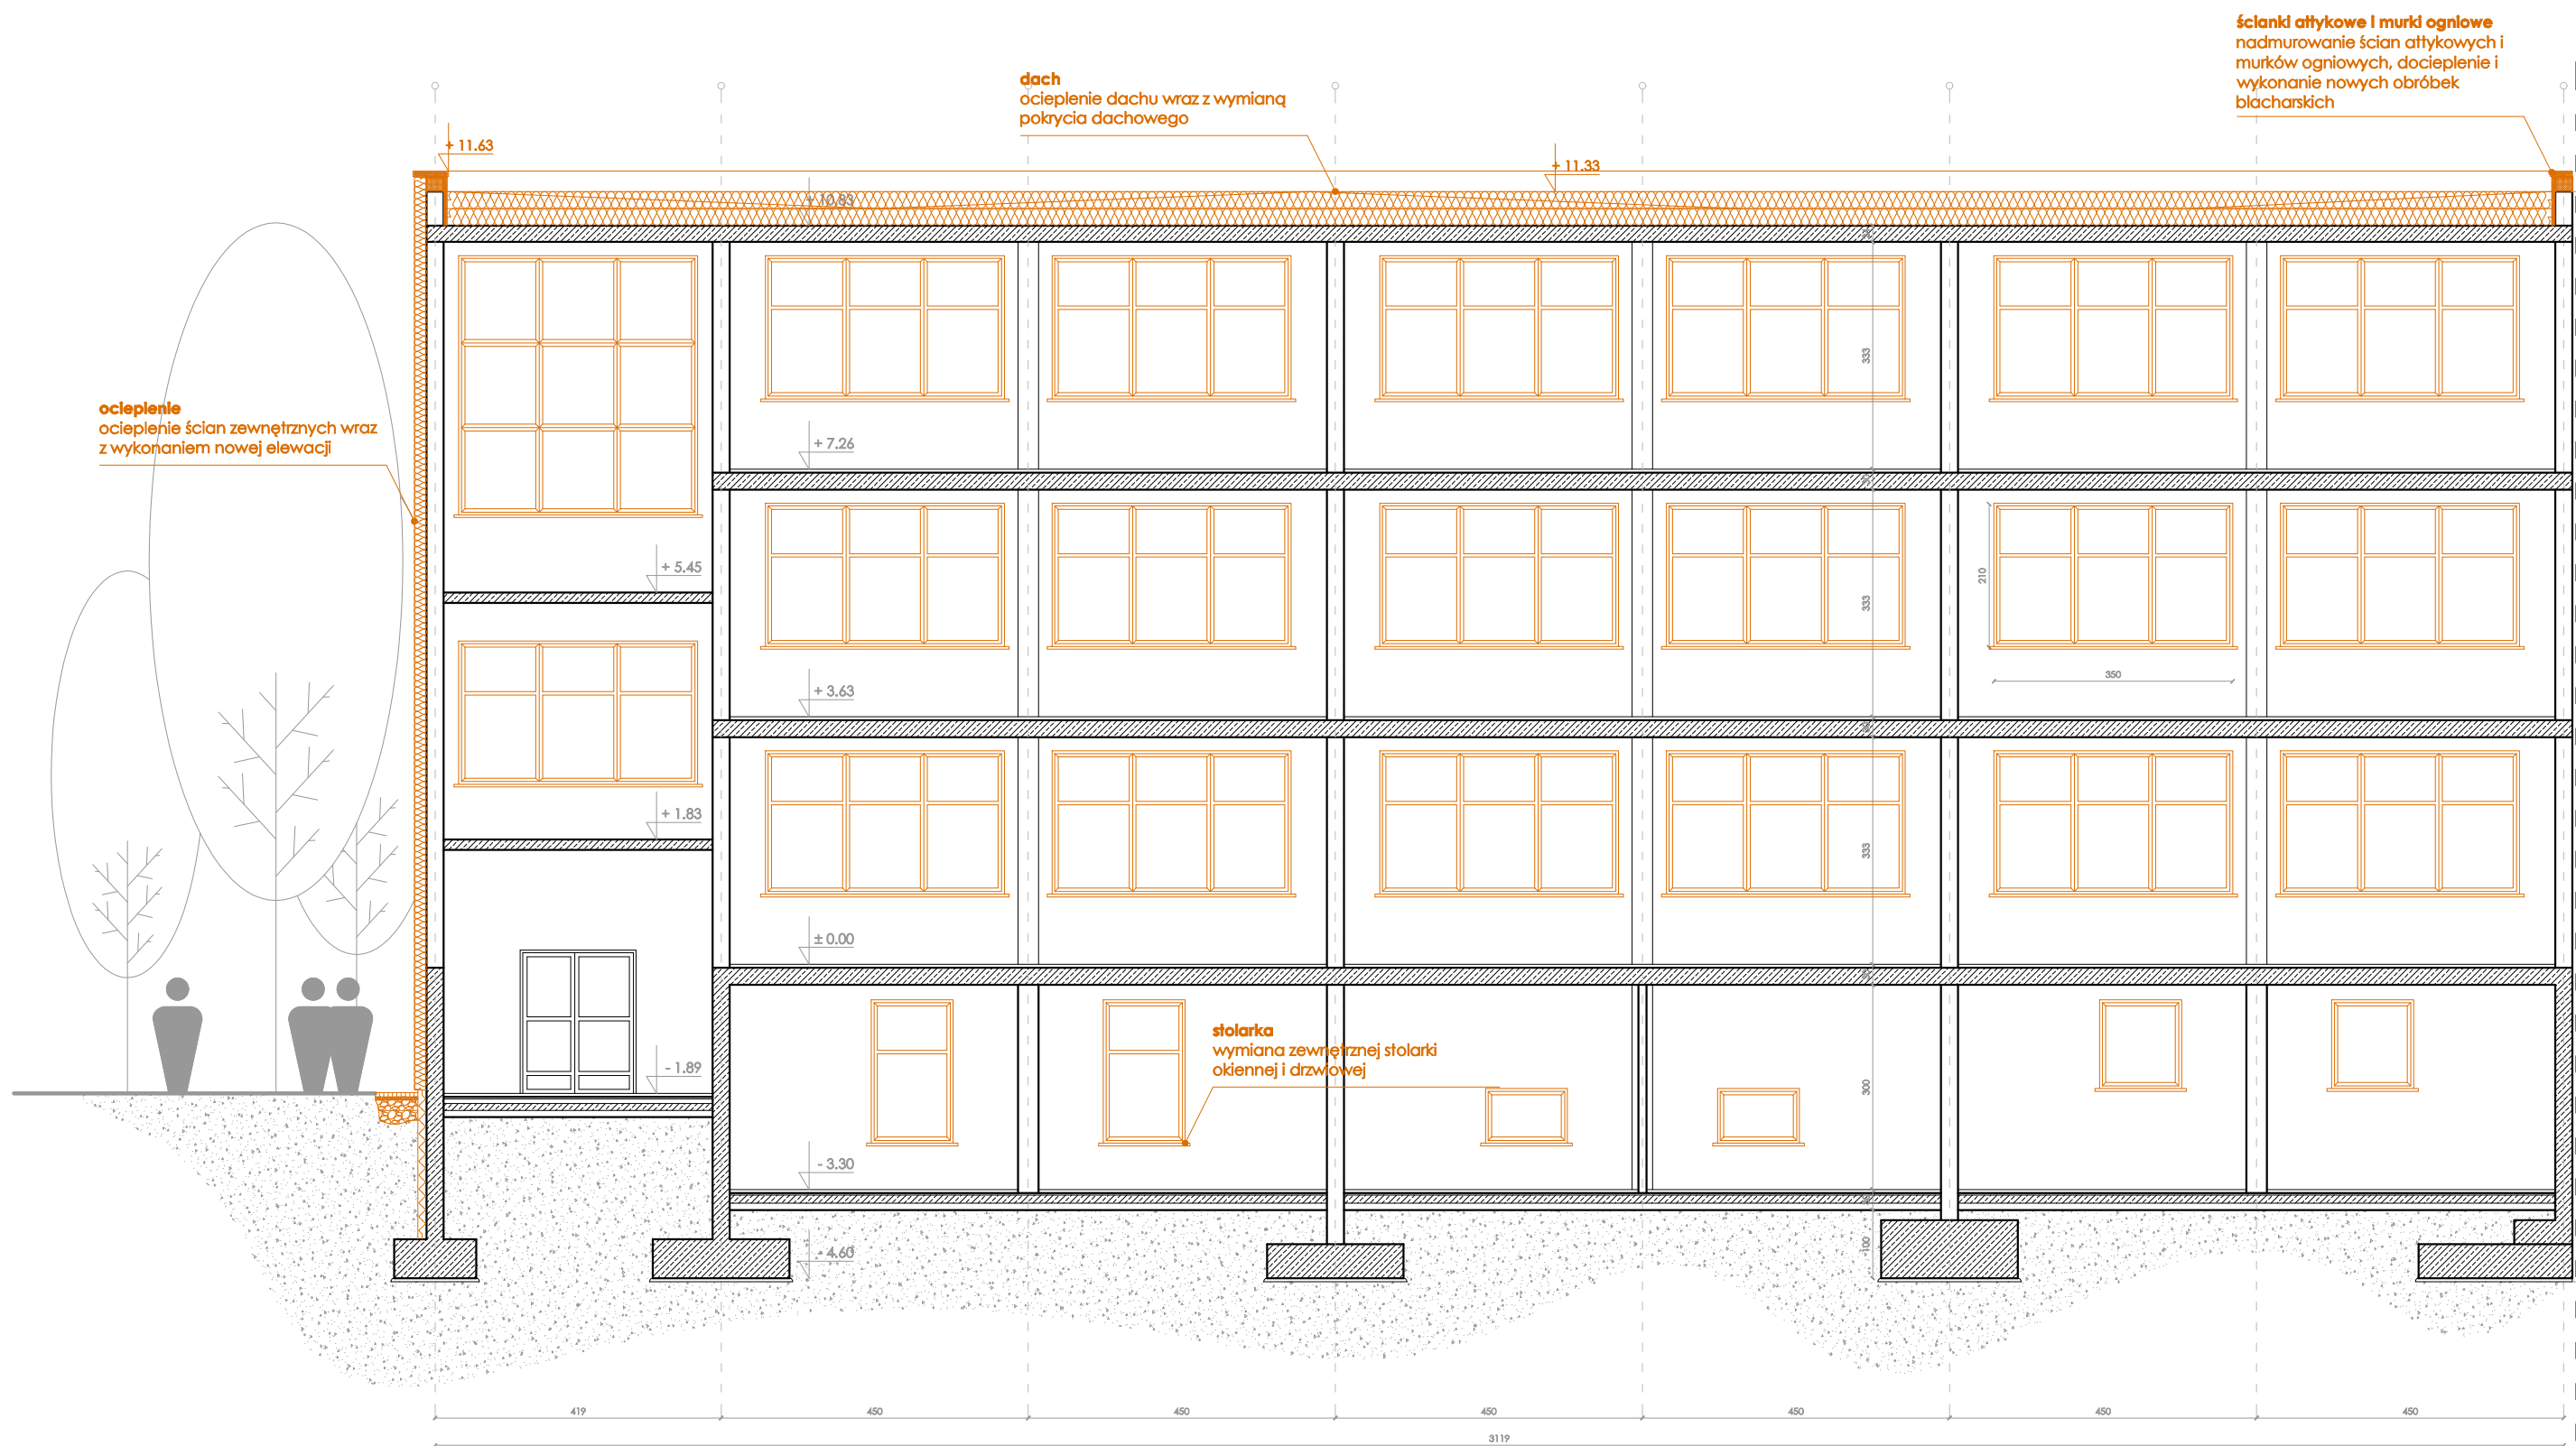 ścianki attykowe i murki ogniowe
nadmurowanie ścian attykowych i
murków ogniowych, docieplenie i
wykonanie nowych obróbek
blacharskich
dach
ocieplenie dachu wraz z wymianą
pokrycia dachowego
+ 11.63
+ 11.33
+ 10.83
333
ocieplenie
ocieplenie ścian zewnętrznych wraz
z wykonaniem nowej elewacji
+ 7.26
+ 5.45
333
210
350
+ 3.63
+ 1.83
333
± 0.00
stolarka
wymiana zewnętrznej stolarki
okiennej i drzwiowej
- 1.89
300
- 3.30
100
- 4.60
419
450
450
450
450
450
450
3119